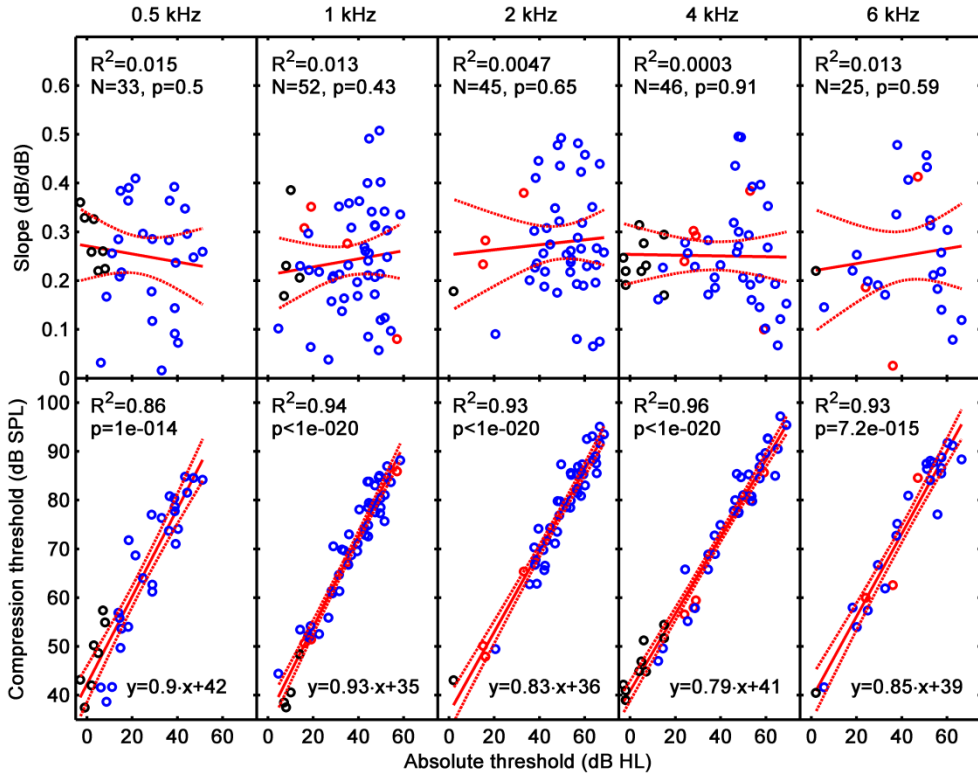 0.5 kHz 1 kHz 2 kHz 4 kHz 6 kHz
Slope (dB/dB)
0.6
0.5
0.4
0.3
0.2
0.1
0
R²=0.015
N=33, p=0.5
R²=0.013
N=52, p=0.43
R²=0.0047
N=45, p=0.65
R²=0.0003
N=46, p=0.91
R²=0.013
N=25, p=0.59
Compression threshold (dB SPL)
100
90
80
70
60
50
40
R²=0.86
p=1e-014
y=0.9·x+42
R²=0.94
p<1e-020
y=0.93·x+35
R²=0.93
p<1e-020
y=0.83·x+36
R²=0.96
p<1e-020
y=0.79·x+41
R²=0.93
p=7.2e-015
y=0.85·x+39
0 20 40 60 0 20 40 60 0 20 40 60 0 20 40 60 0 20 40 60
Absolute threshold (dB HL)